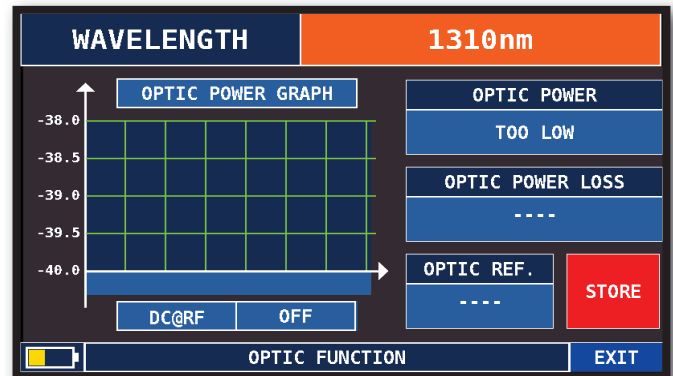 WAVELENGTH 1310nm
OPTIC POWER GRAPH
-38.0
-38.5
-39.0
-39.5
-40.0
DC@RF OFF
OPTIC POWER
TOO LOW
OPTIC POWER LOSS
----
OPTIC REF.
----
STORE
OPTIC FUNCTION EXIT